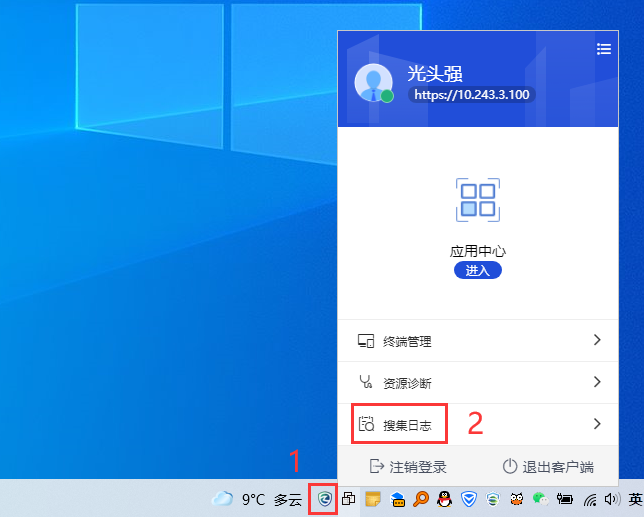 光头强
https://10.243.3.100
应用中心
进入
终端管理
资源诊断
搜集日志
2
注销登录
退出客户端
1
9°C 多云
英